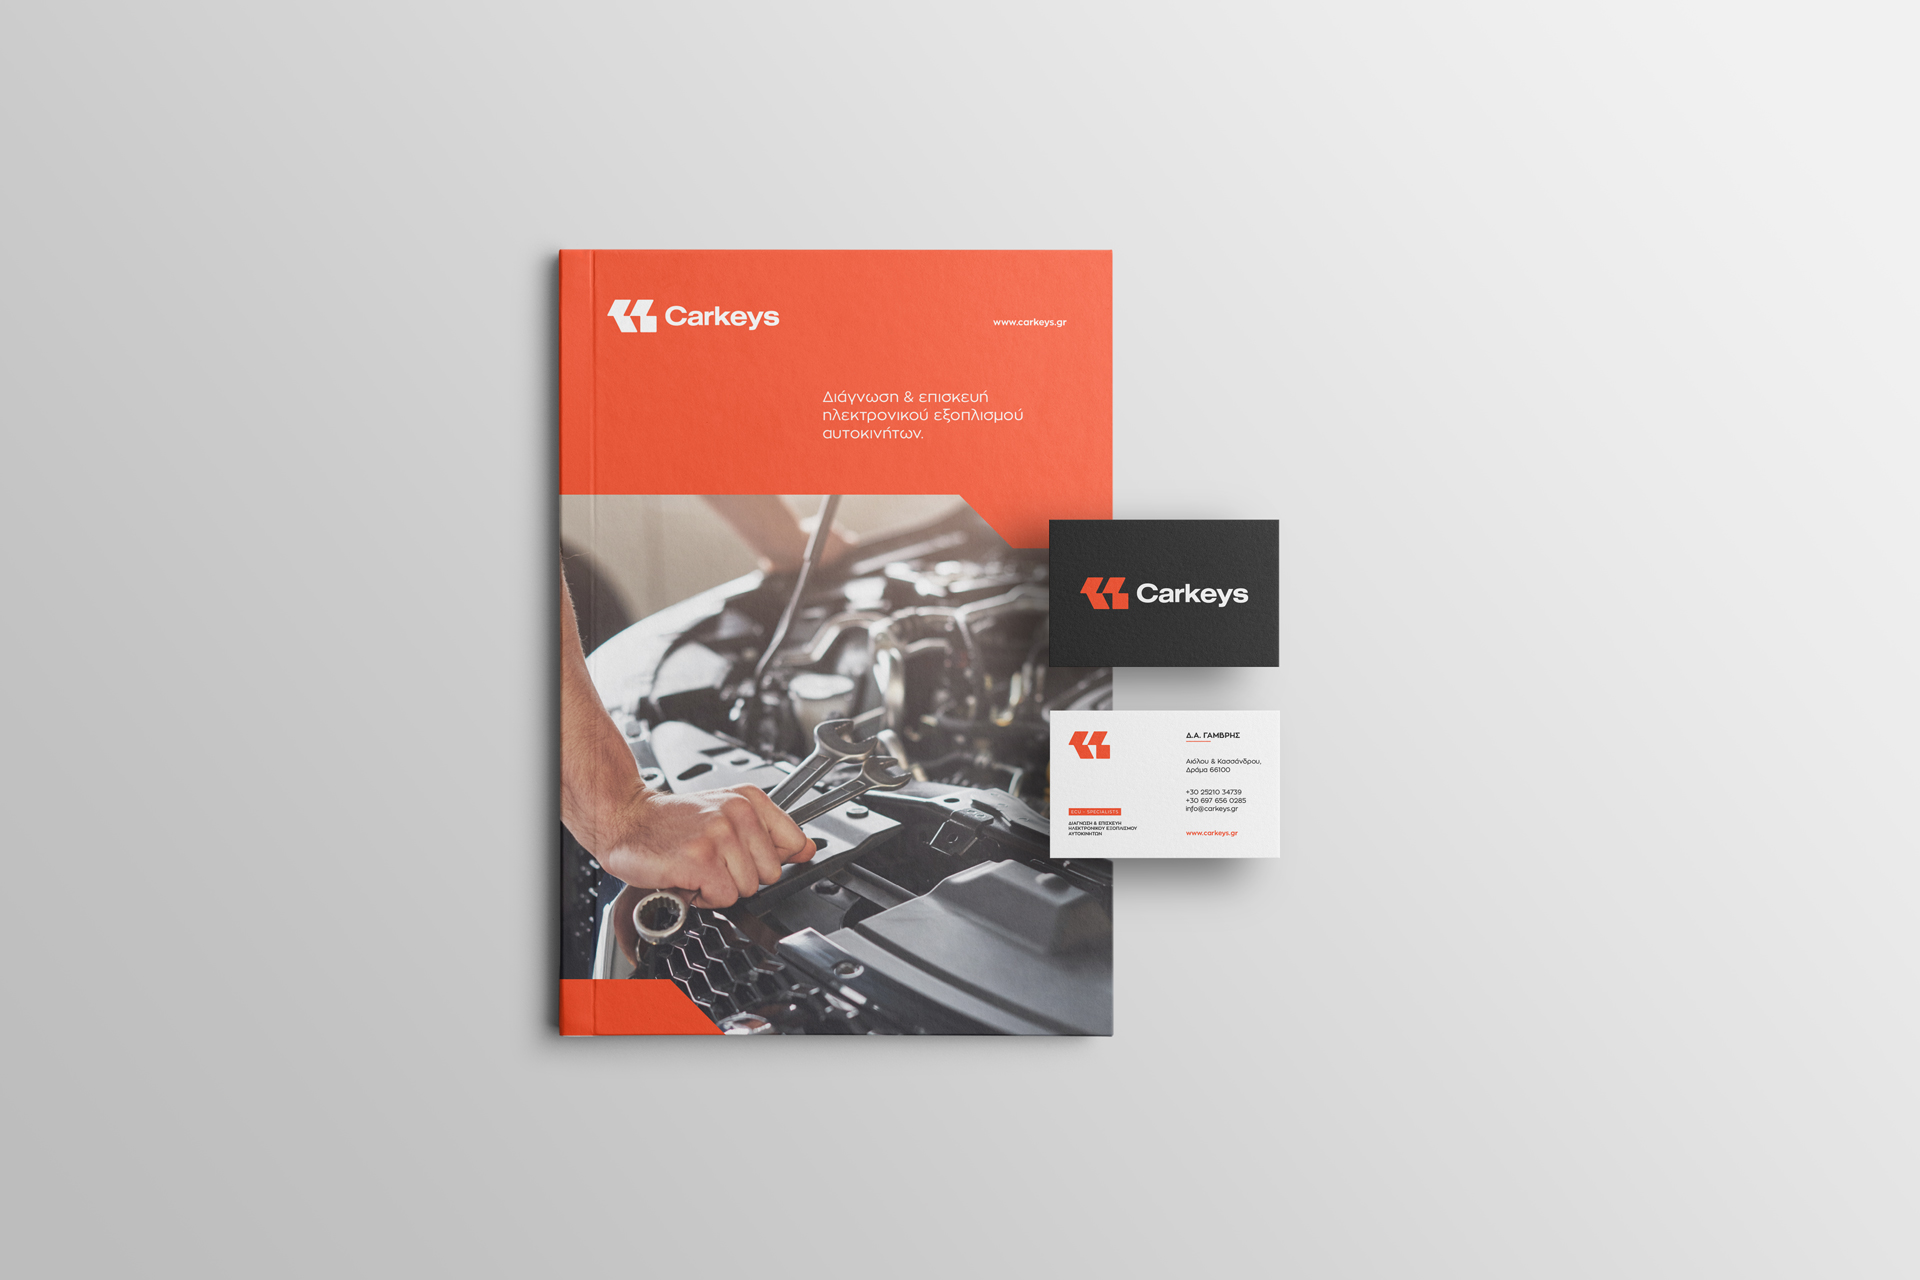 Carkeys
www.carkeys.gr
Διάγνωση & επισκευή
ηλεκτρονικού εξοπλισμού
αυτοκινήτων.
Carkeys
Δ.Α. ΓΑΜΒΡΗΣ
Αιόλου & Κασσάνδρου,
Δράμα 66100
+30 25210 34739
+30 697 656 0285
info@carkeys.gr
www.carkeys.gr
ECU - SPECIALISTS
ΔΙΑΓΝΩΣΗ & ΕΠΙΣΚΕΥΗ
ΗΛΕΚΤΡΟΝΙΚΟΥ ΕΞΟΠΛΙΣΜΟΥ
ΑΥΤΟΚΙΝΗΤΩΝ